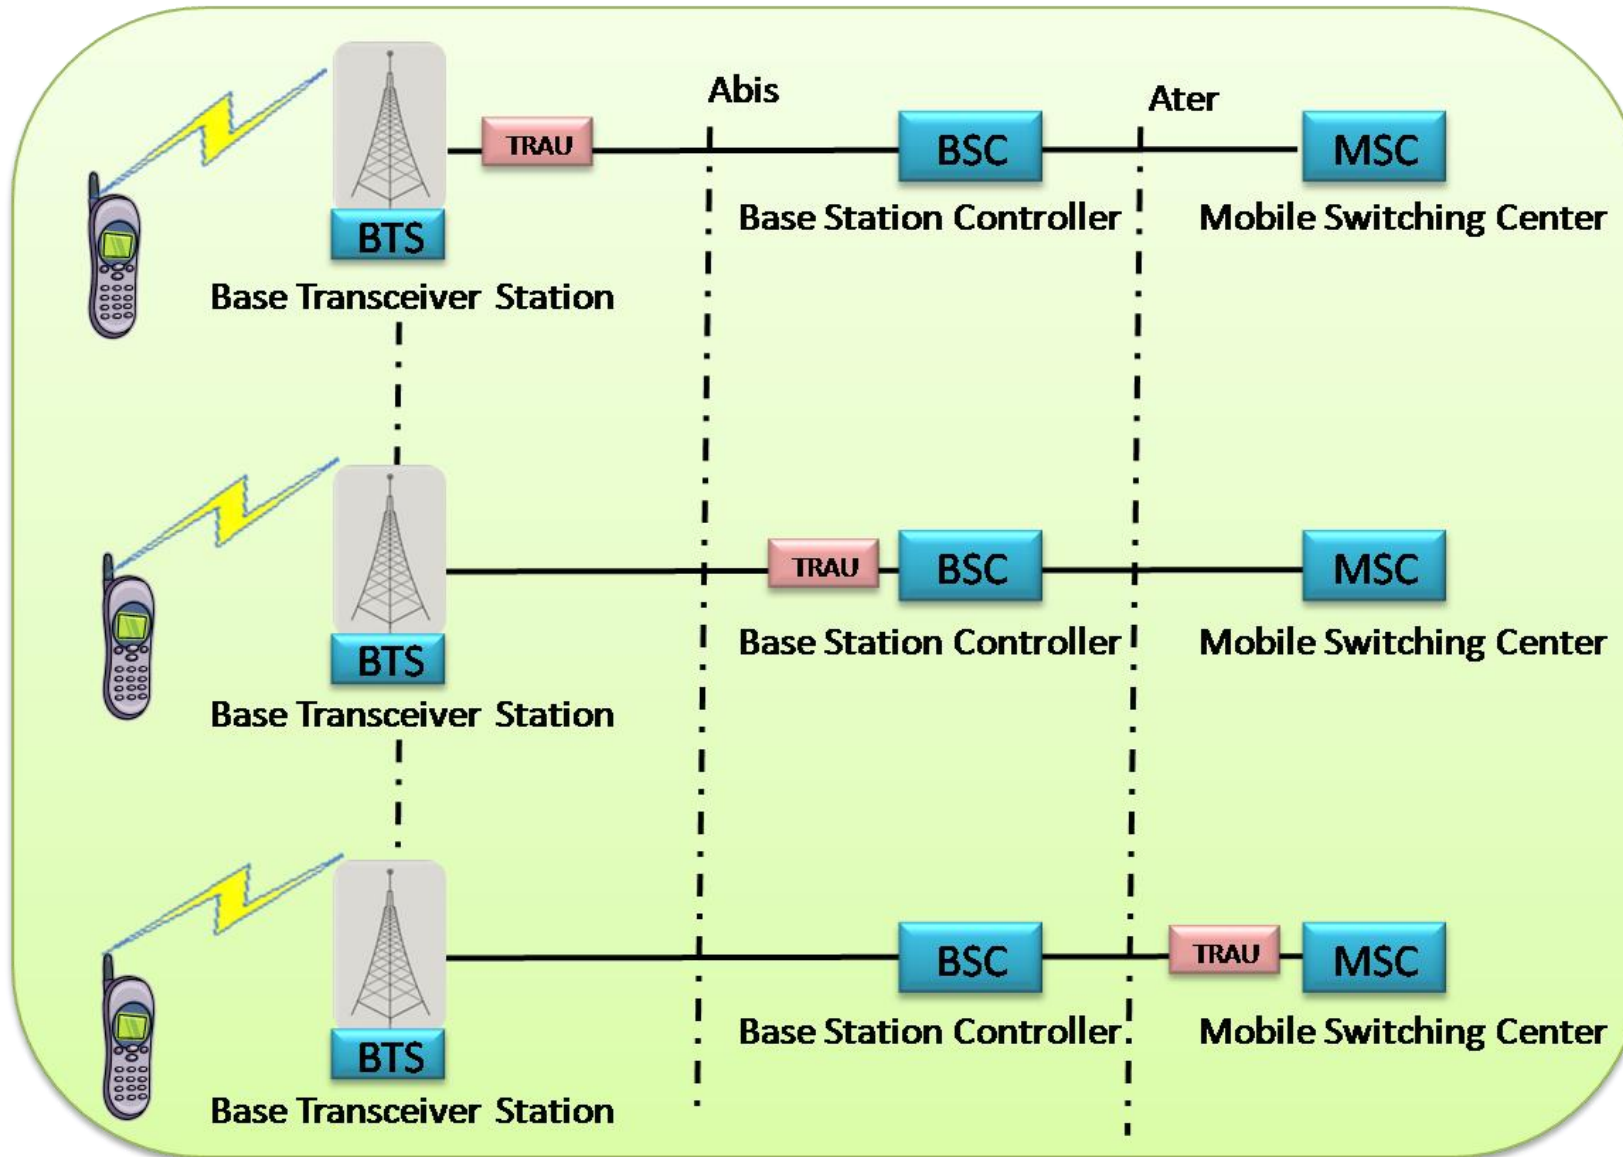 Abis
Ater
TRAU
BSC
MSC
BTS
Base Station Controller
Mobile Switching Center
Base Transceiver Station
TRAU
BSC
MSC
BTS
Base Station Controller
Mobile Switching Center
Base Transceiver Station
BSC
TRAU
MSC
BTS
Base Station Controller
Mobile Switching Center
Base Transceiver Station